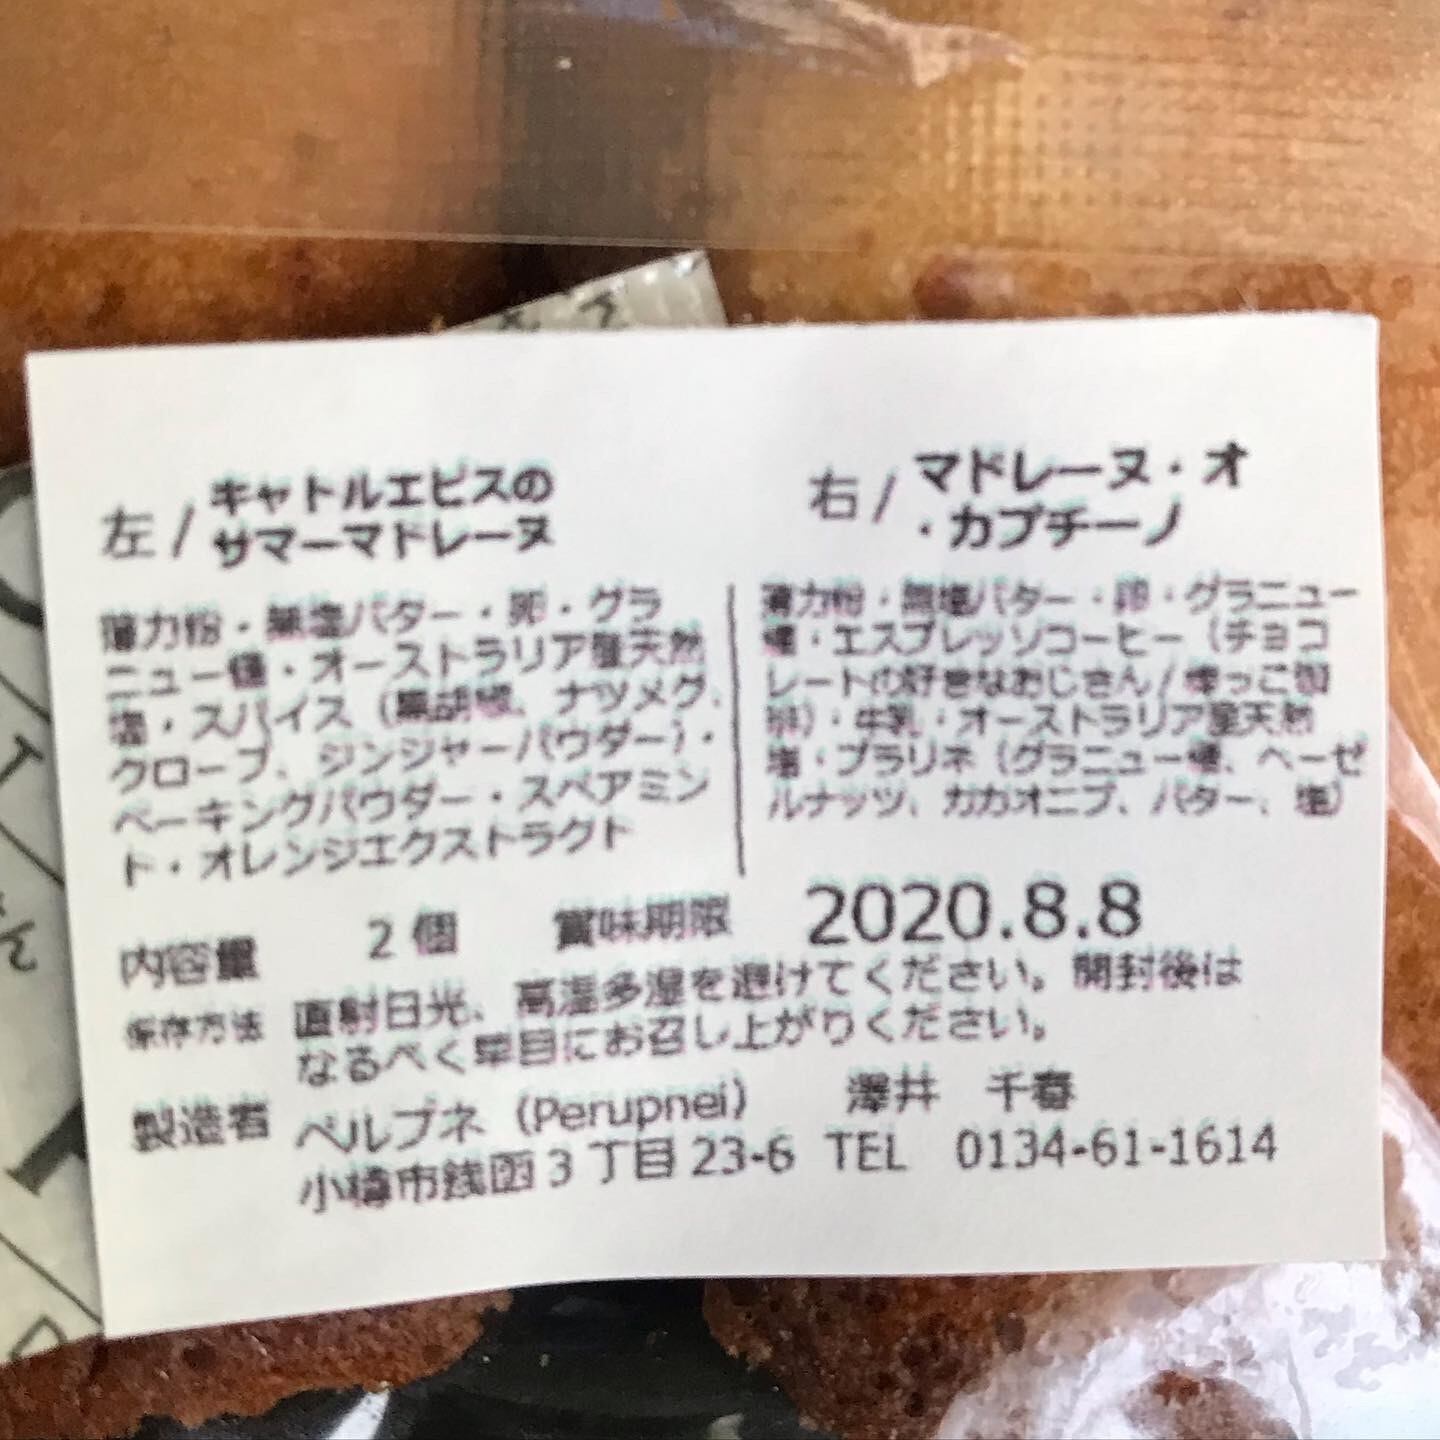 左/ キャトルエピスの
サマーマドレーヌ
薄力粉・無塩バター・卵・グラ
ニュー糖・オーストラリア産天然
塩・スパイス（黒胡椒、ナツメグ、
クローブ、ジンジャーパウダー）・
ベーキングパウダー・スペアミン
ト・オレンジエクストラクト
右/ マドレーヌ・オ
・カプチーノ
薄力粉・無塩バター・卵・グラニュー
糖・エスプレッソコーヒー（チョコ
レートの好きなおじさん/
・牛乳・オーストラリア産天然
塩・プラリネ（グラニュー糖、ヘーゼ
ルナッツ、カカオニブ、バター、塩）
内容量 2個 賞味期限 2020.8.8
保存方法 直射日光、高温多湿を避けてください。開封後は
なるべく早目にお召し上がりください。
製造者 ペルプネ（Perupnei） 澤井 千春
小樽市銭函3丁目23-6 TEL 0134-61-1614